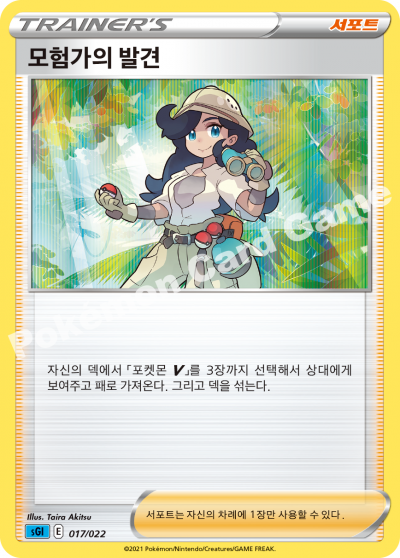 TRAINER'S
서포트
모험가의 발견
Pokémon Card Game
자신의 덱에서 「포켓몬 V」를 3장까지 선택해서 상대에게
보여주고 패로 가져온다. 그리고 덱을 섞는다.
Illus. Taira Akitsu
sGI E 017/022
서포트는 자신의 차례에 1장만 사용할 수 있다.
©2021 Pokémon/Nintendo/Creatures/GAME FREAK.